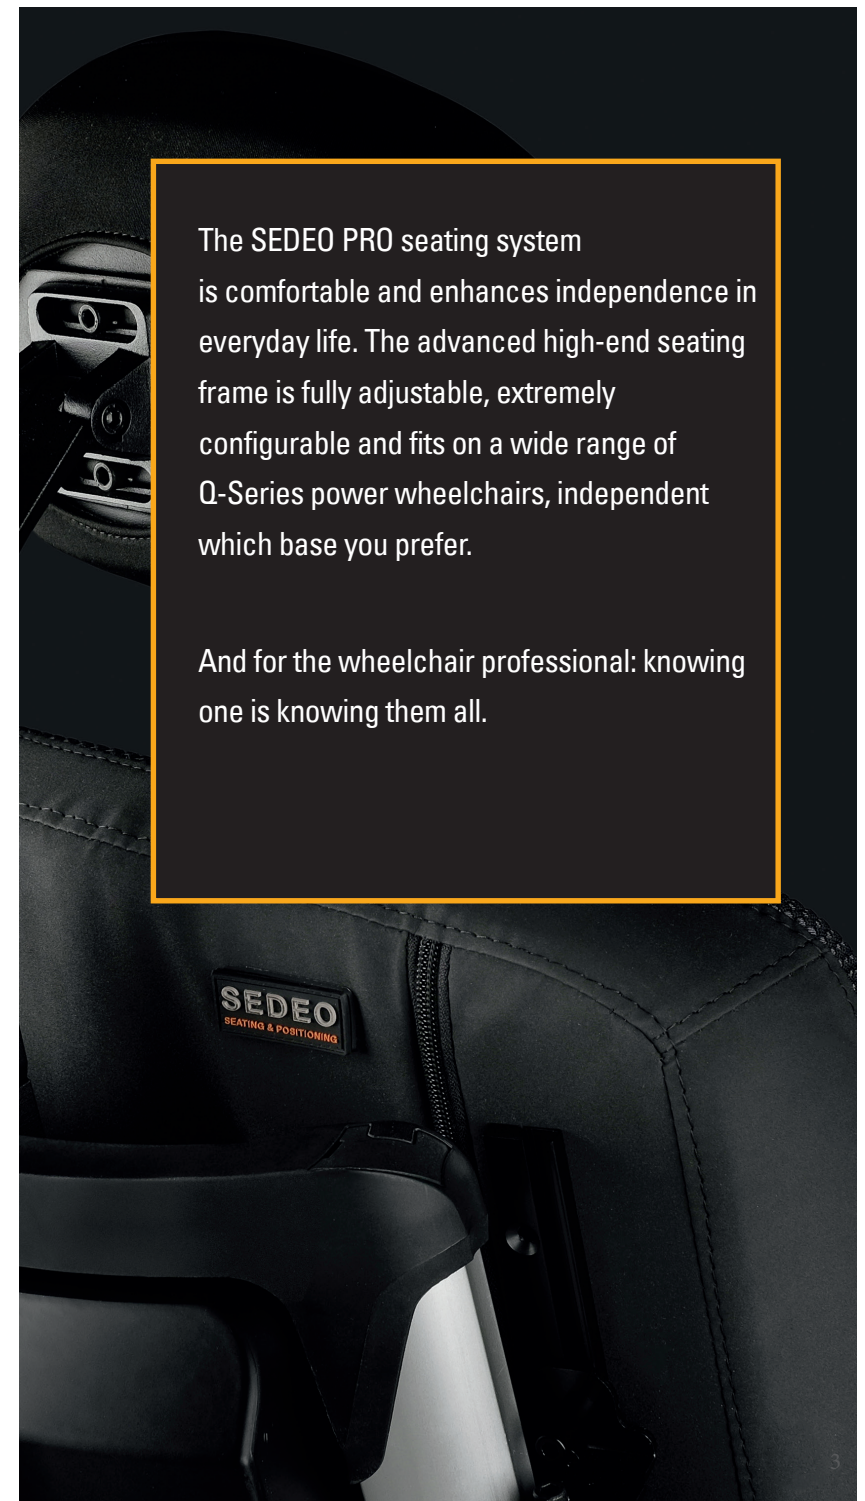 The SEDEO PRO seating system
is comfortable and enhances independence in
everyday life. The advanced high-end seating
frame is fully adjustable, extremely
configurable and fits on a wide range of
Q-Series power wheelchairs, independent
which base you prefer.
And for the wheelchair professional: knowing
one is knowing them all.
SEDEO
SEATING & POSITIONING
3